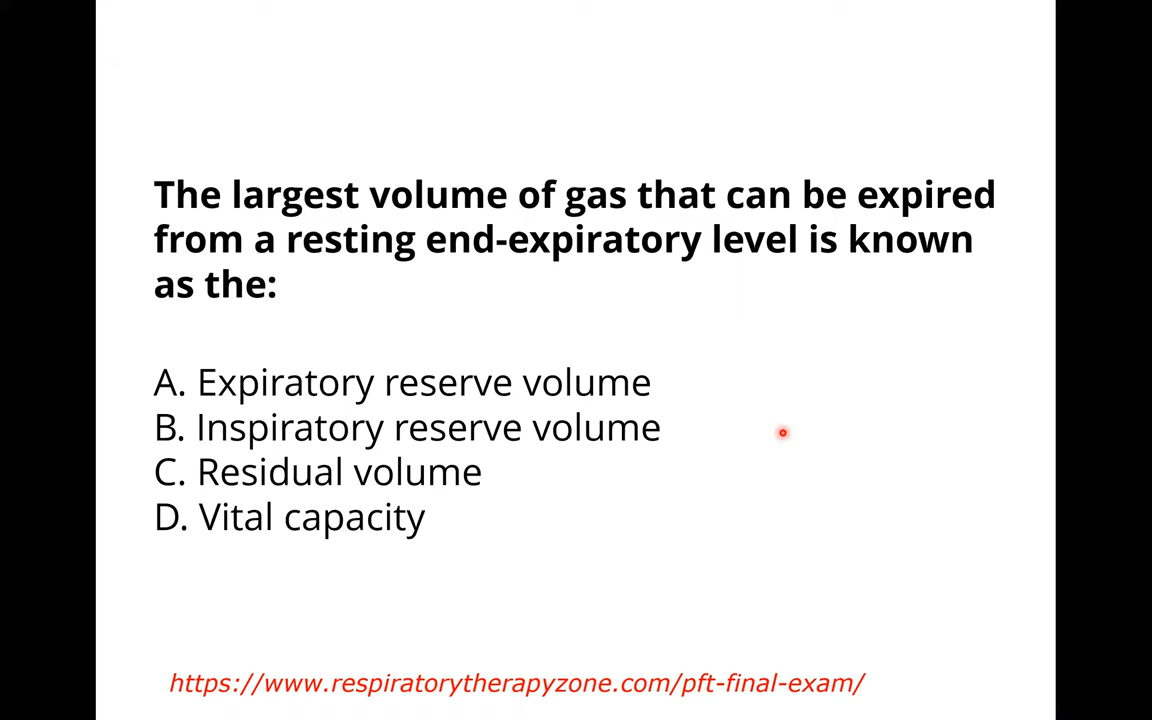 The largest volume of gas that can be expired
from a resting end-expiratory level is known
as the:
A. Expiratory reserve volume
B. Inspiratory reserve volume
C. Residual volume
D. Vital capacity
https://www.respiratorytherapyzone.com/pft-final-exam/